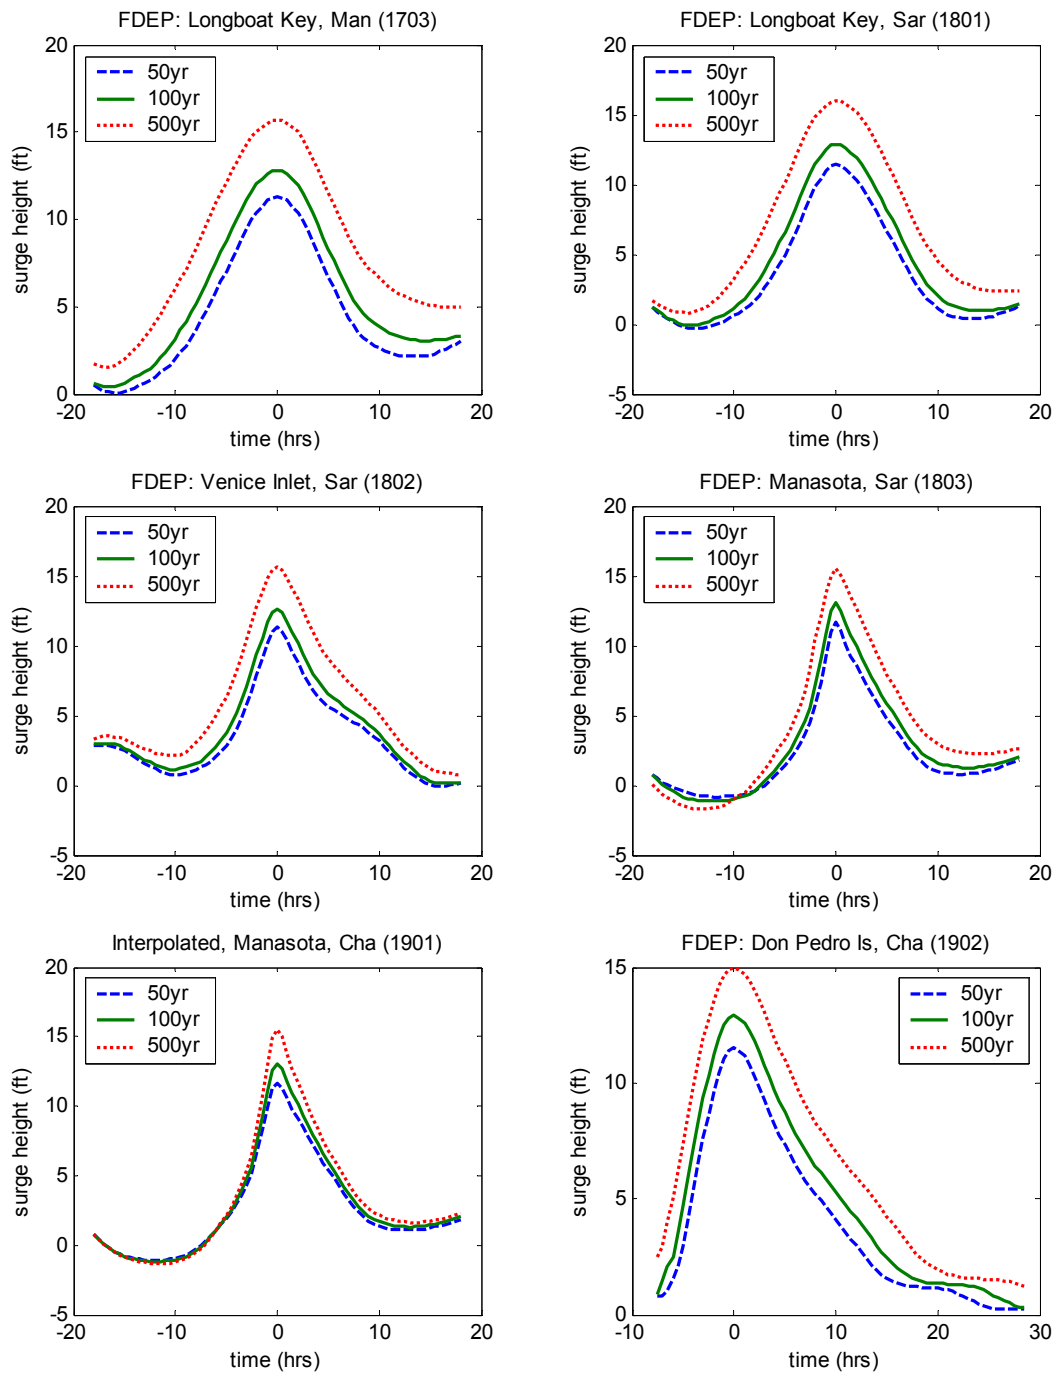 FDEP: Longboat Key, Man (1703)
20
15
10
5
0
surge height (ft)
50yr
100yr
500yr
-20
-10
0
10
20
time (hrs)
FDEP: Longboat Key, Sar (1801)
20
15
10
5
0
-5
surge height (ft)
50yr
100yr
500yr
-20
-10
0
10
20
time (hrs)
FDEP: Venice Inlet, Sar (1802)
20
15
10
5
0
-5
surge height (ft)
50yr
100yr
500yr
-20
-10
0
10
20
time (hrs)
FDEP: Manasota, Sar (1803)
20
15
10
5
0
-5
surge height (ft)
50yr
100yr
500yr
-20
-10
0
10
20
time (hrs)
Interpolated, Manasota, Cha (1901)
20
15
10
5
0
-5
surge height (ft)
50yr
100yr
500yr
-20
-10
0
10
20
time (hrs)
FDEP: Don Pedro Is, Cha (1902)
15
10
5
0
surge height (ft)
50yr
100yr
500yr
-10
0
10
20
30
time (hrs)